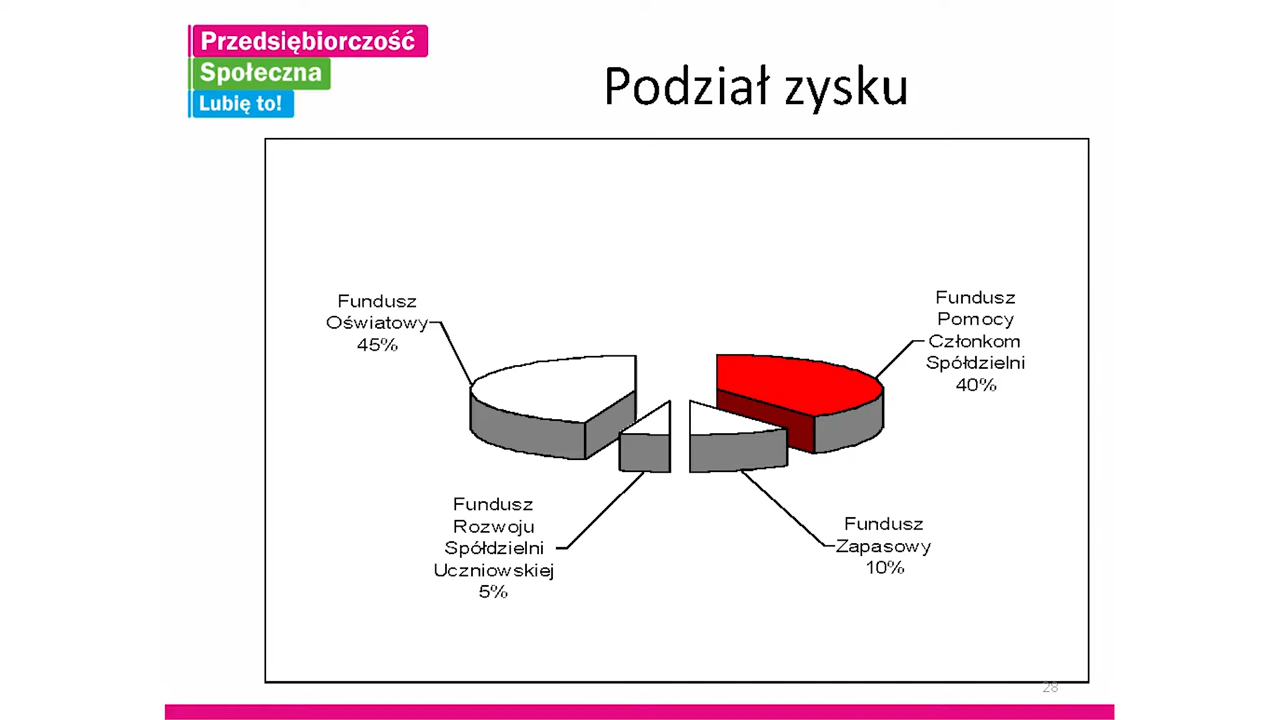 Przedsiębiorczość
Społeczna
Lubię to!
Podział zysku
Fundusz
Oświatowy
45%
Fundusz
Pomocy
Członkom
Spółdzielni
40%
Fundusz
Rozwoju
Spółdzielni
Uczniowskiej
5%
Fundusz
Zapasowy
10%
28